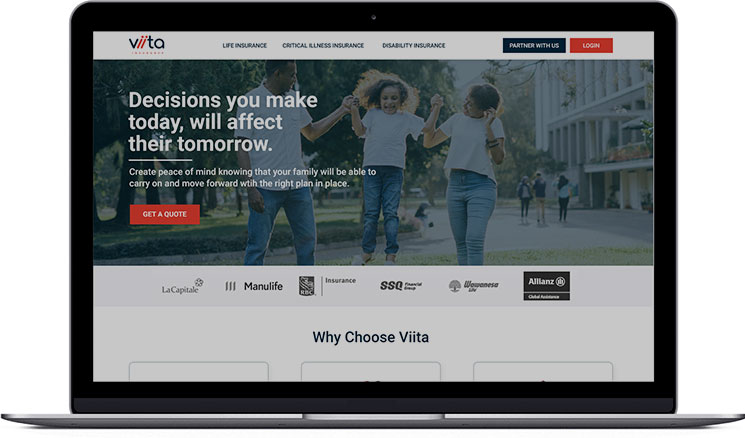 viita
INSURANCE
LIFE INSURANCE CRITICAL ILLNESS INSURANCE DISABILITY INSURANCE PARTNER WITH US LOGIN
Decisions you make
today, will affect
their tomorrow.
Create peace of mind knowing that your family will be able to
carry on and move forward wtih the right plan in place.
GET A QUOTE
La Capitale
Manulife
RBC Insurance
SSQ Financial Group
Wawanesa Life
Allianz
Global Assistance
Why Choose Viita